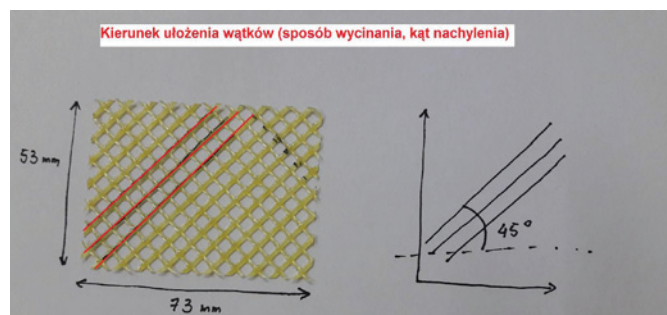 Kierunek ułożenia wątków (sposób wycinania, kąt nachylenia)
53 mm
45°
73 mm